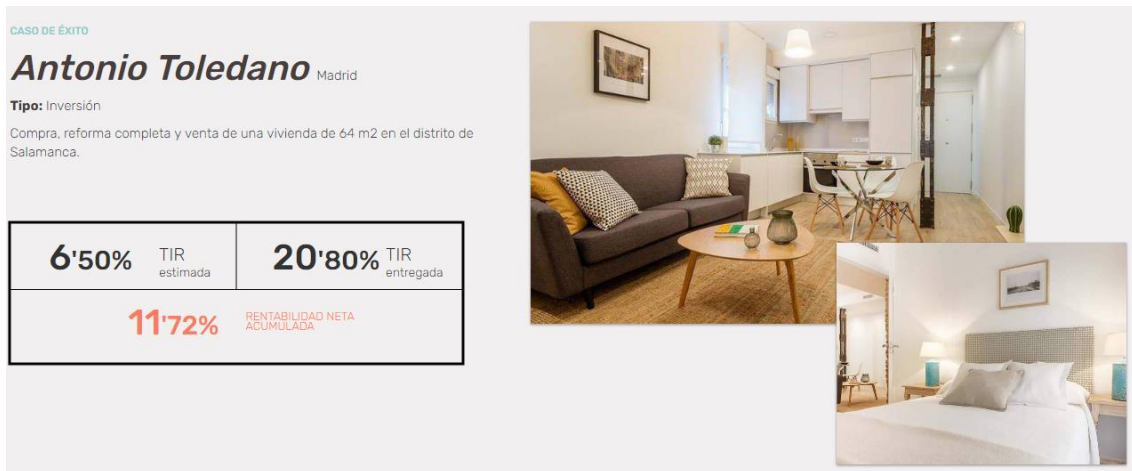 CASO DE ÉXITO
Antonio Toledano Madrid
Tipo: Inversión
Compra, reforma completa y venta de una vivienda de 64 m2 en el distrito de
Salamanca.
6'50% TIR estimada
20'80% TIR entregada
11'72% RENTABILIDAD NETA ACUMULADA